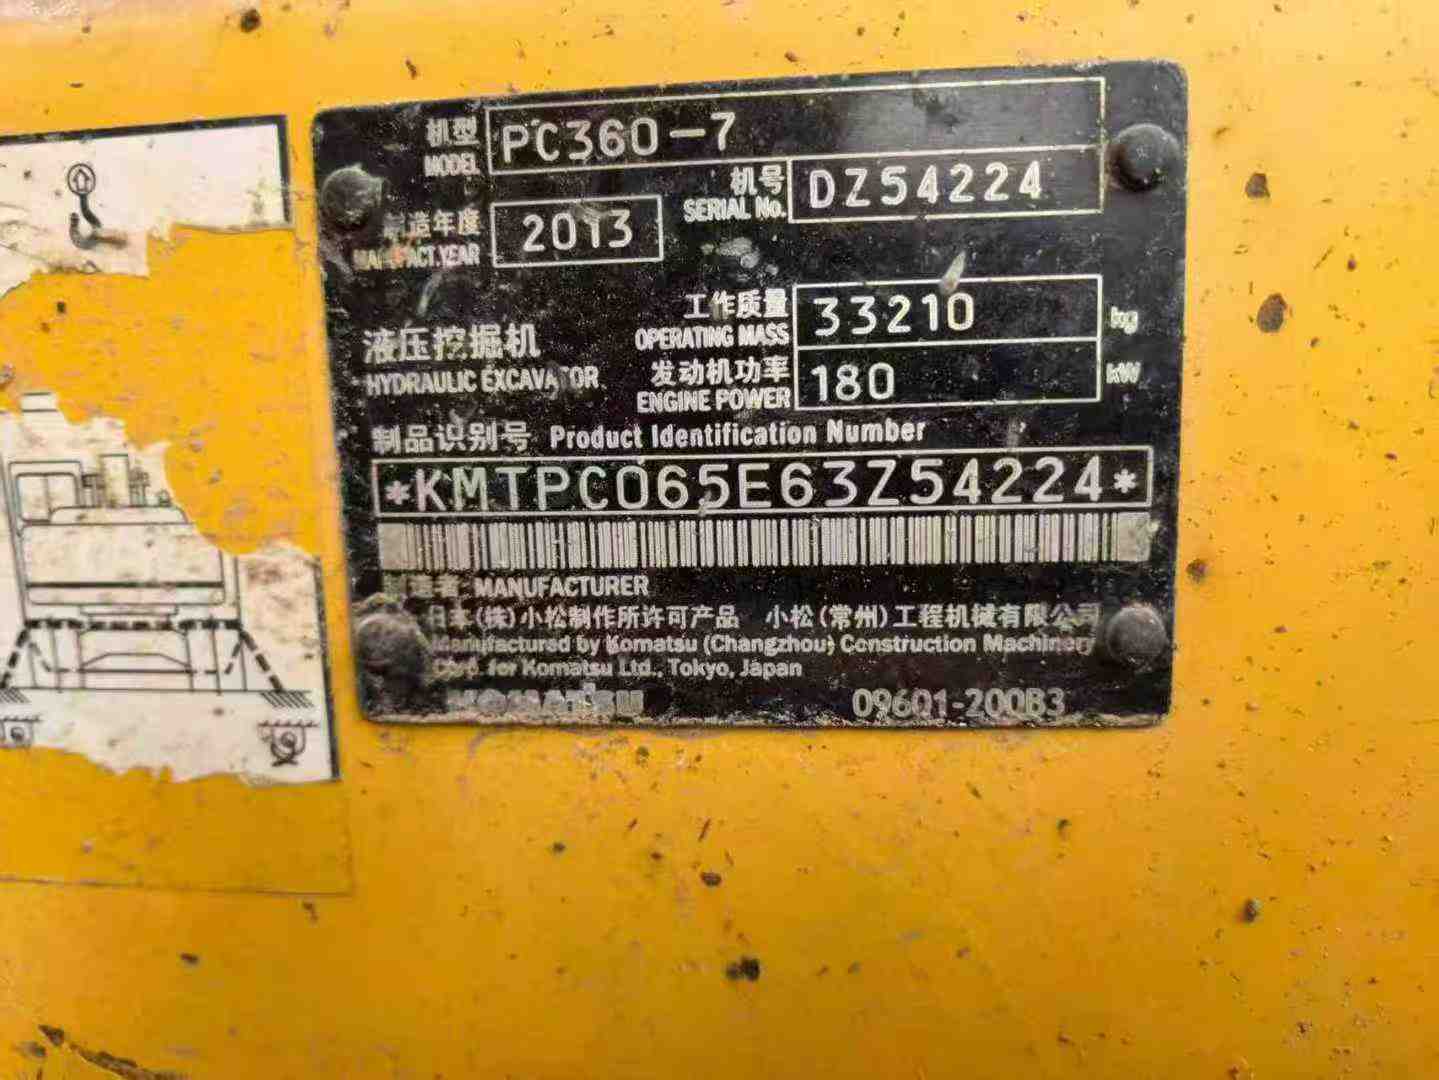 机型 PC360-7
MODEL
机号 DZ54224
SERIAL No.
制造年度 2013
MANUFACT.YEAR
工作质量 33210 kg
OPERATING MASS
液压挖掘机
HYDRAULIC EXCAVATOR
发动机功率 180 kW
ENGINE POWER
制品识别号 Product Identification Number
*KMTPC065E63Z54224*
制造者 MANUFACTURER
日本(株)小松制作所许可产品 小松(常州)工程机械有限公司
Manufactured by Komatsu (Changzhou) Construction Machinery
Corp. for Komatsu Ltd., Tokyo, Japan
KOMATSU 09601-200B3